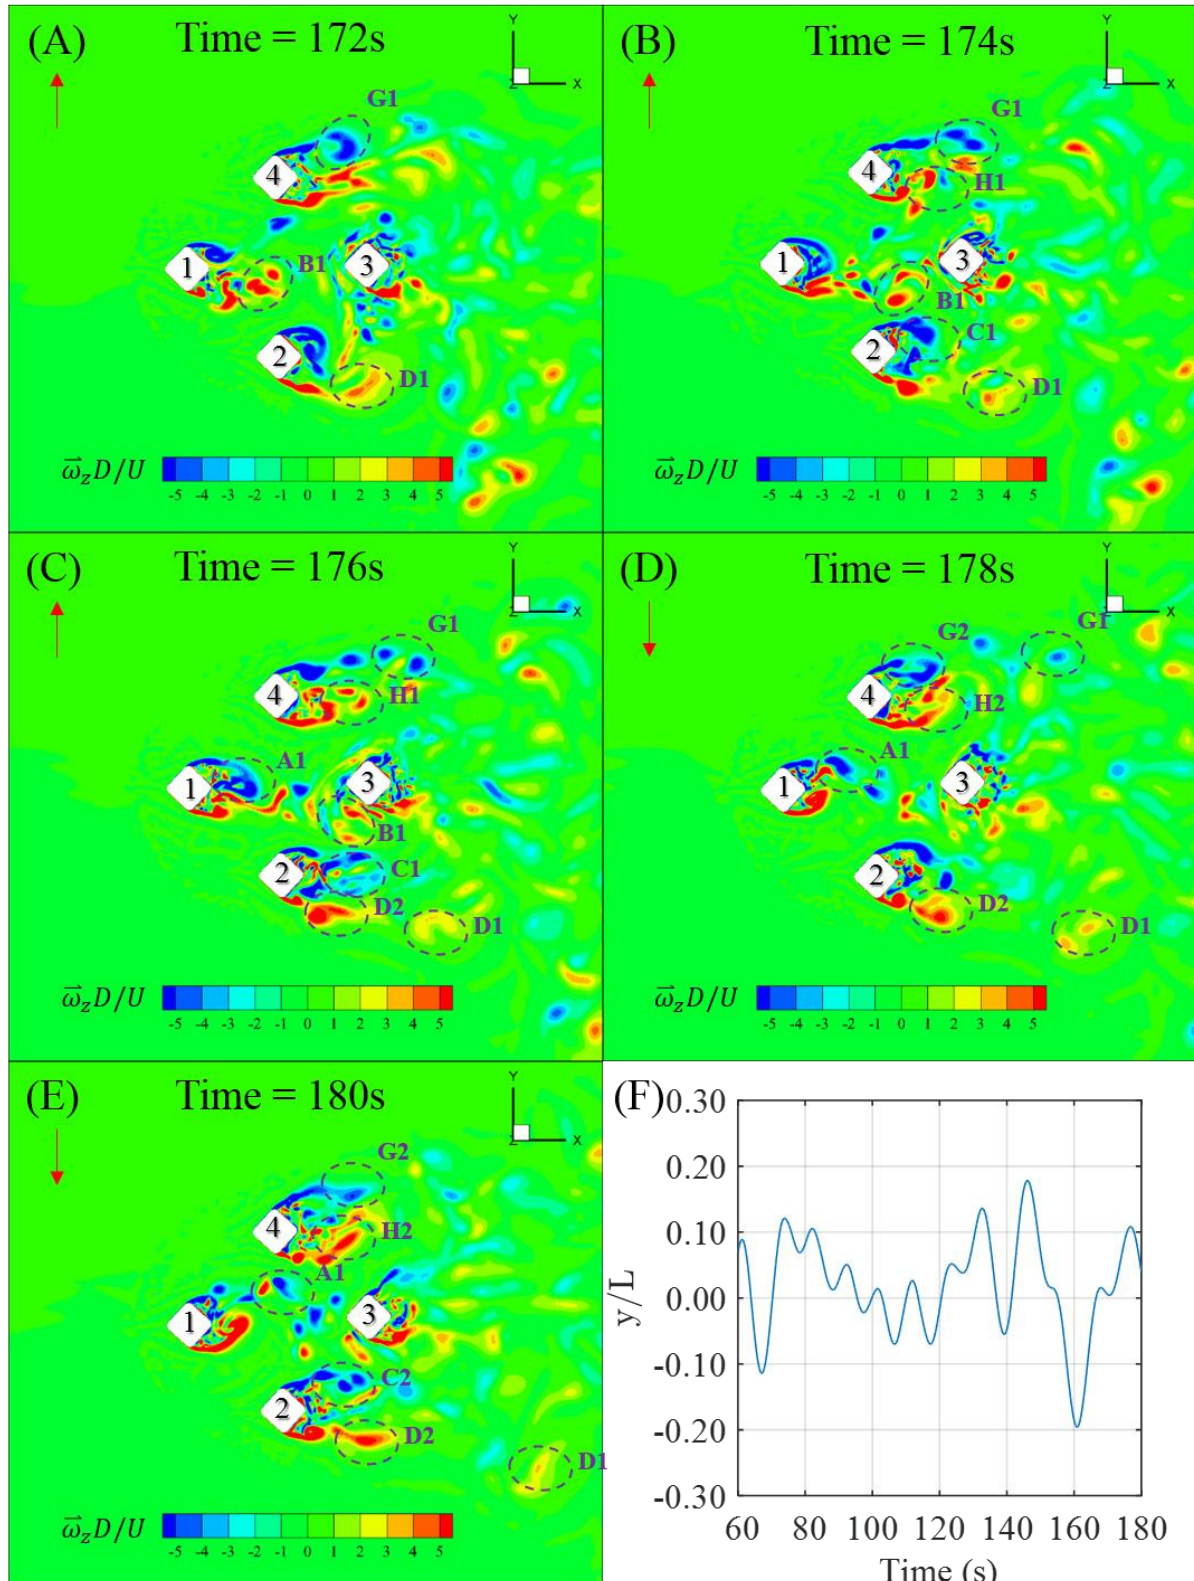 (A) Time = 172s
Y
X
Z
G1
4
1
B1
3
2
D1
ω⃗zD/U
-5 -4 -3 -2 -1 0 1 2 3 4 5
(B) Time = 174s
Y
X
Z
G1
4
H1
1
3
B1
C1
2
D1
ω⃗zD/U
-5 -4 -3 -2 -1 0 1 2 3 4 5
(C) Time = 176s
Y
X
Z
G1
4
H1
A1
1
3
B1
C1
2
D2
D1
ω⃗zD/U
-5 -4 -3 -2 -1 0 1 2 3 4 5
(D) Time = 178s
Y
X
Z
G2
G1
4
H2
A1
1
3
2
D2
D1
ω⃗zD/U
-5 -4 -3 -2 -1 0 1 2 3 4 5
(E) Time = 180s
Y
X
Z
G2
4
H2
A1
1
3
C2
2
D2
D1
ω⃗zD/U
-5 -4 -3 -2 -1 0 1 2 3 4 5
(F)
0.30
0.20
0.10
0.00
-0.10
-0.20
-0.30
y/L
60 80 100 120 140 160 180
Time (s)